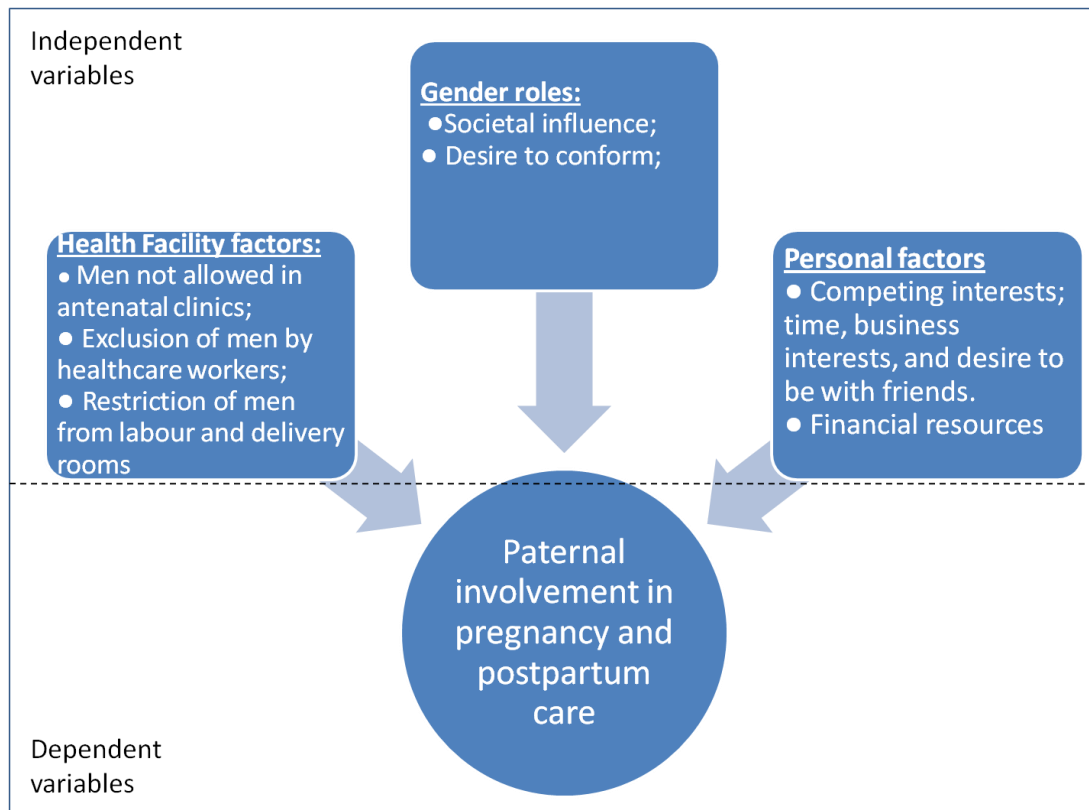 Independent
variables
Gender roles:
●Societal influence;
● Desire to conform;
Health Facility factors:
● Men not allowed in
antenatal clinics;
● Exclusion of men by
healthcare workers;
● Restriction of men
from labour and delivery
rooms
Personal factors
● Competing interests;
time, business
interests, and desire to
be with friends.
● Financial resources
Paternal
involvement in
pregnancy and
postpartum
care
Dependent
variables